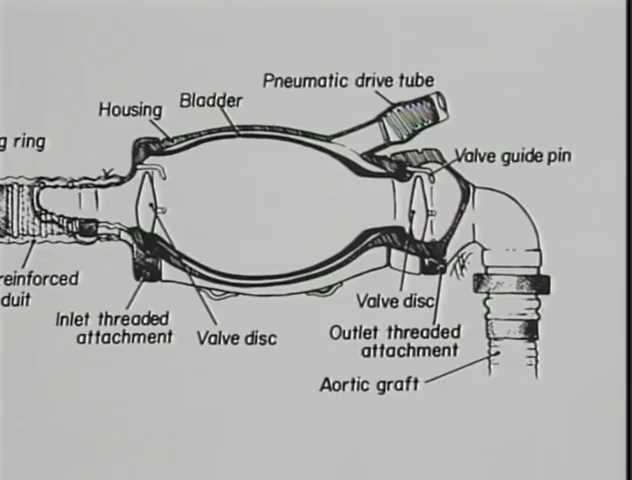 Pneumatic drive tube
Bladder
Housing
g ring
Valve guide pin
reinforced
duit
Inlet threaded
attachment
Valve disc
Valve disc
Outlet threaded
attachment
Aortic graft